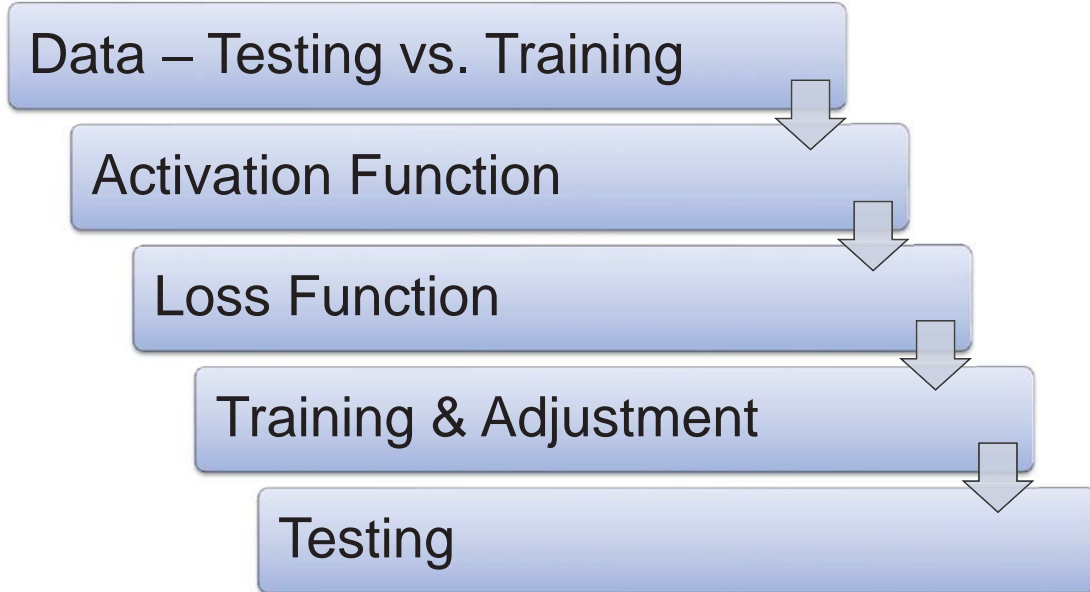 Data – Testing vs. Training
Activation Function
Loss Function
Training & Adjustment
Testing